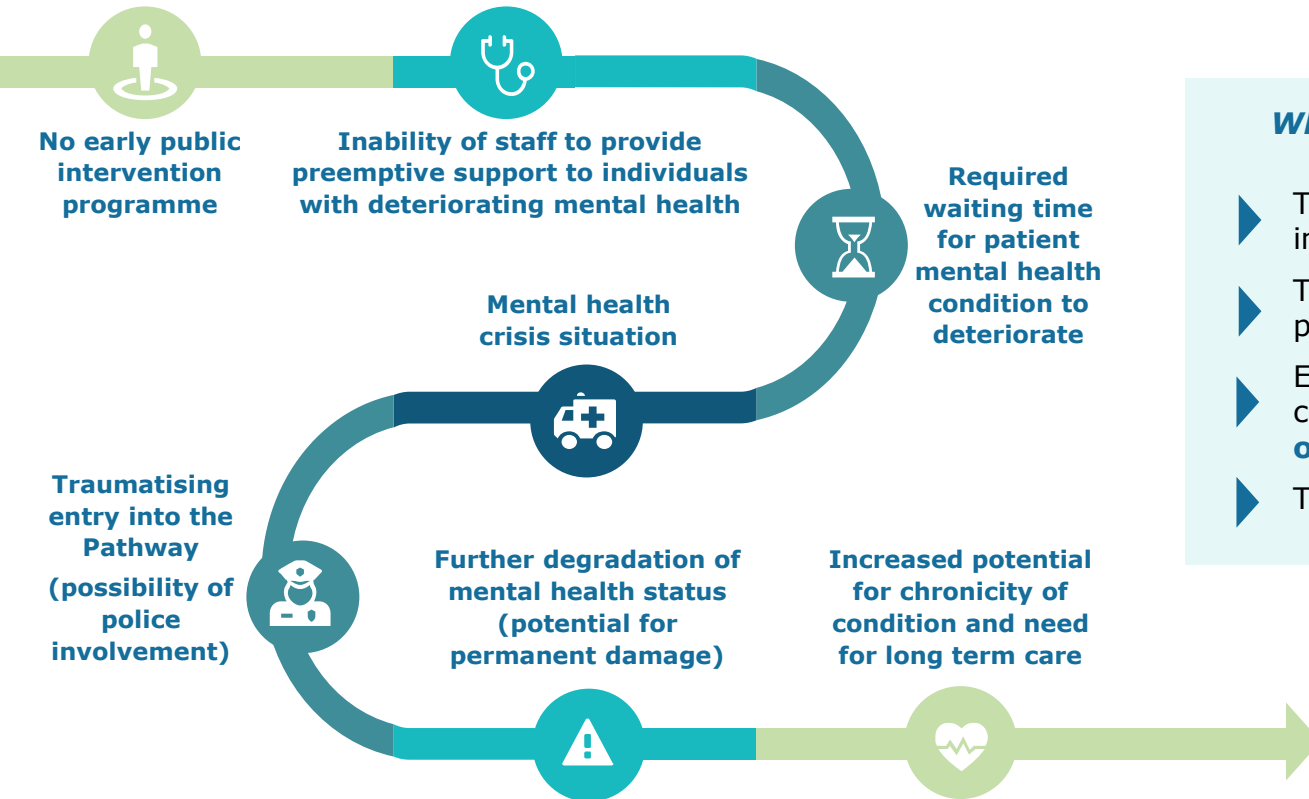 No early public
intervention
programme
Inability of staff to provide
preemptive support to individuals
with deteriorating mental health
Required
waiting time
for patient
mental health
condition to
deteriorate
Mental health
crisis situation
Traumatising
entry into the
Pathway
(possibility of
police
involvement)
Further degradation of
mental health status
(potential for
permanent damage)
Increased potential
for chronicity of
condition and need
for long term care